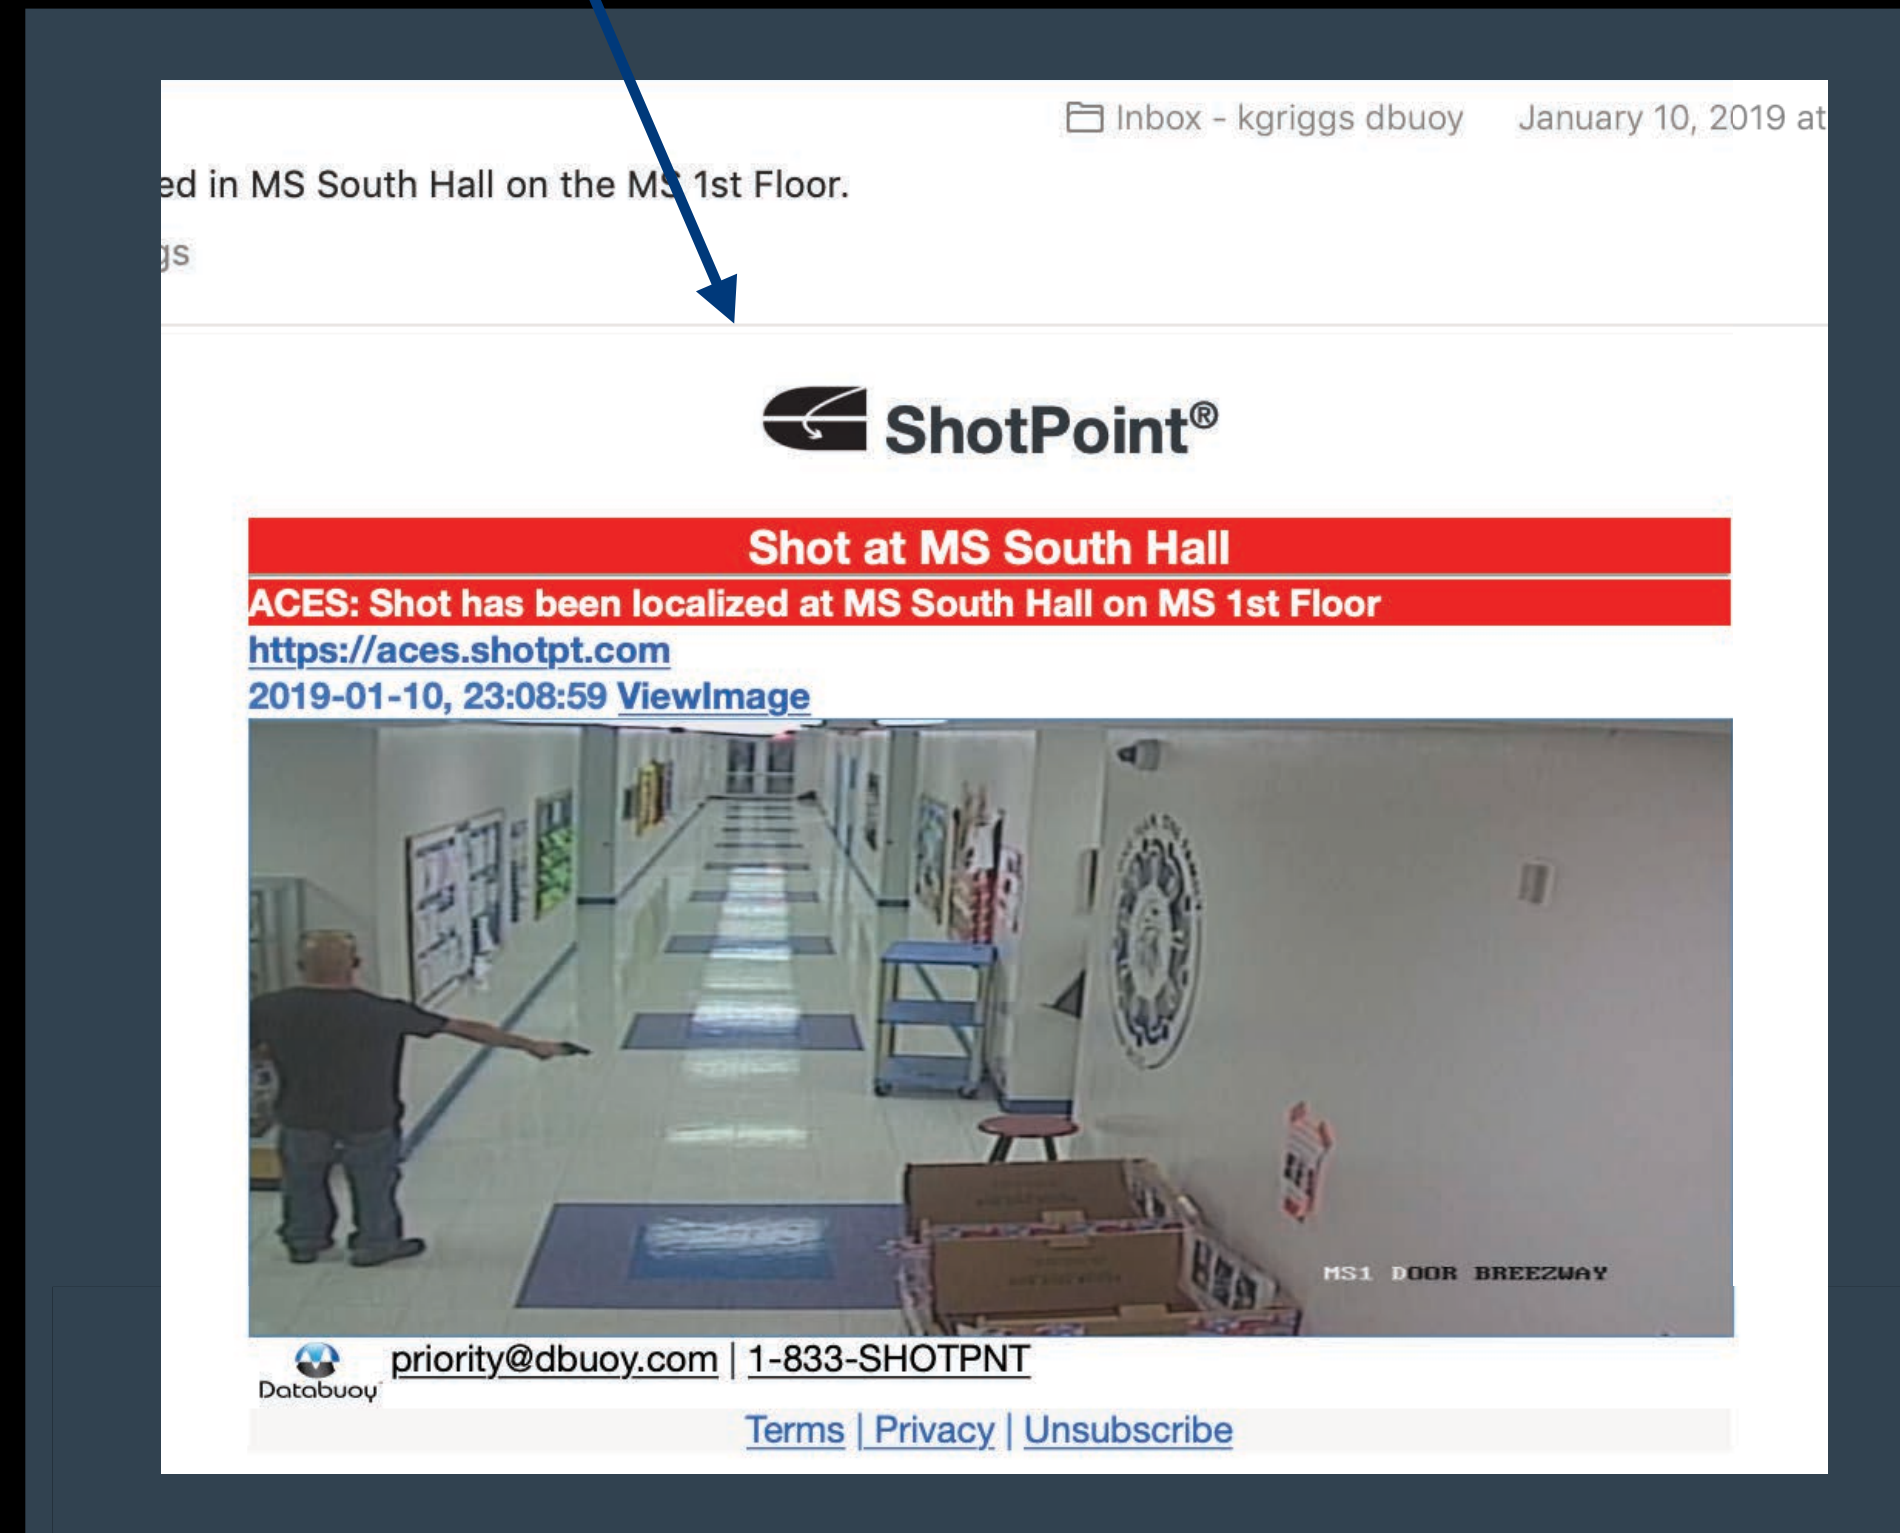 Inbox - kgriggs dbuoy January 10, 2019 at
ed in MS South Hall on the MS 1st Floor.
gs
ShotPoint®
Shot at MS South Hall
ACES: Shot has been localized at MS South Hall on MS 1st Floor
https://aces.shotpt.com
2019-01-10, 23:08:59 ViewImage
MS1 DOOR BREEZWAY
priority@dbuoy.com | 1-833-SHOTPNT
Databuoy
Terms | Privacy | Unsubscribe